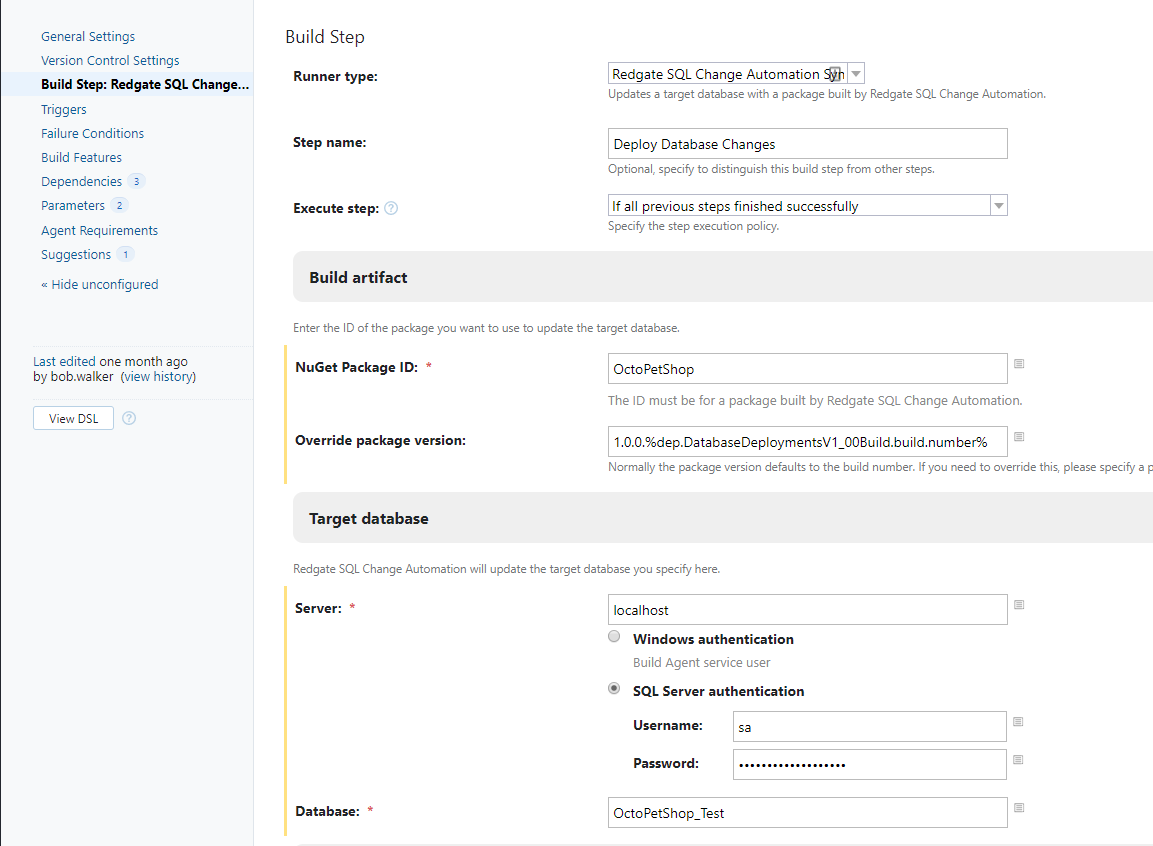 General Settings
Version Control Settings
Build Step: Redgate SQL Change...
Triggers
Failure Conditions
Build Features
Dependencies 3
Parameters 2
Agent Requirements
Suggestions 1
« Hide unconfigured
Last edited one month ago
by bob.walker (view history)
View DSL ?
Build Step
Runner type:
Redgate SQL Change Automation Syn
Updates a target database with a package built by Redgate SQL Change Automation.
Step name:
Deploy Database Changes
Optional, specify to distinguish this build step from other steps.
Execute step: ?
If all previous steps finished successfully
Specify the step execution policy.
Build artifact
Enter the ID of the package you want to use to update the target database.
NuGet Package ID: *
OctoPetShop
The ID must be for a package built by Redgate SQL Change Automation.
Override package version:
1.0.0.%dep.DatabaseDeploymentsV1_00Build.build.number%
Normally the package version defaults to the build number. If you need to override this, please specify a p
Target database
Redgate SQL Change Automation will update the target database you specify here.
Server: *
localhost
Windows authentication
Build Agent service user
SQL Server authentication
Username:
sa
Password:
•••••••••••••••••••
Database: *
OctoPetShop_Test